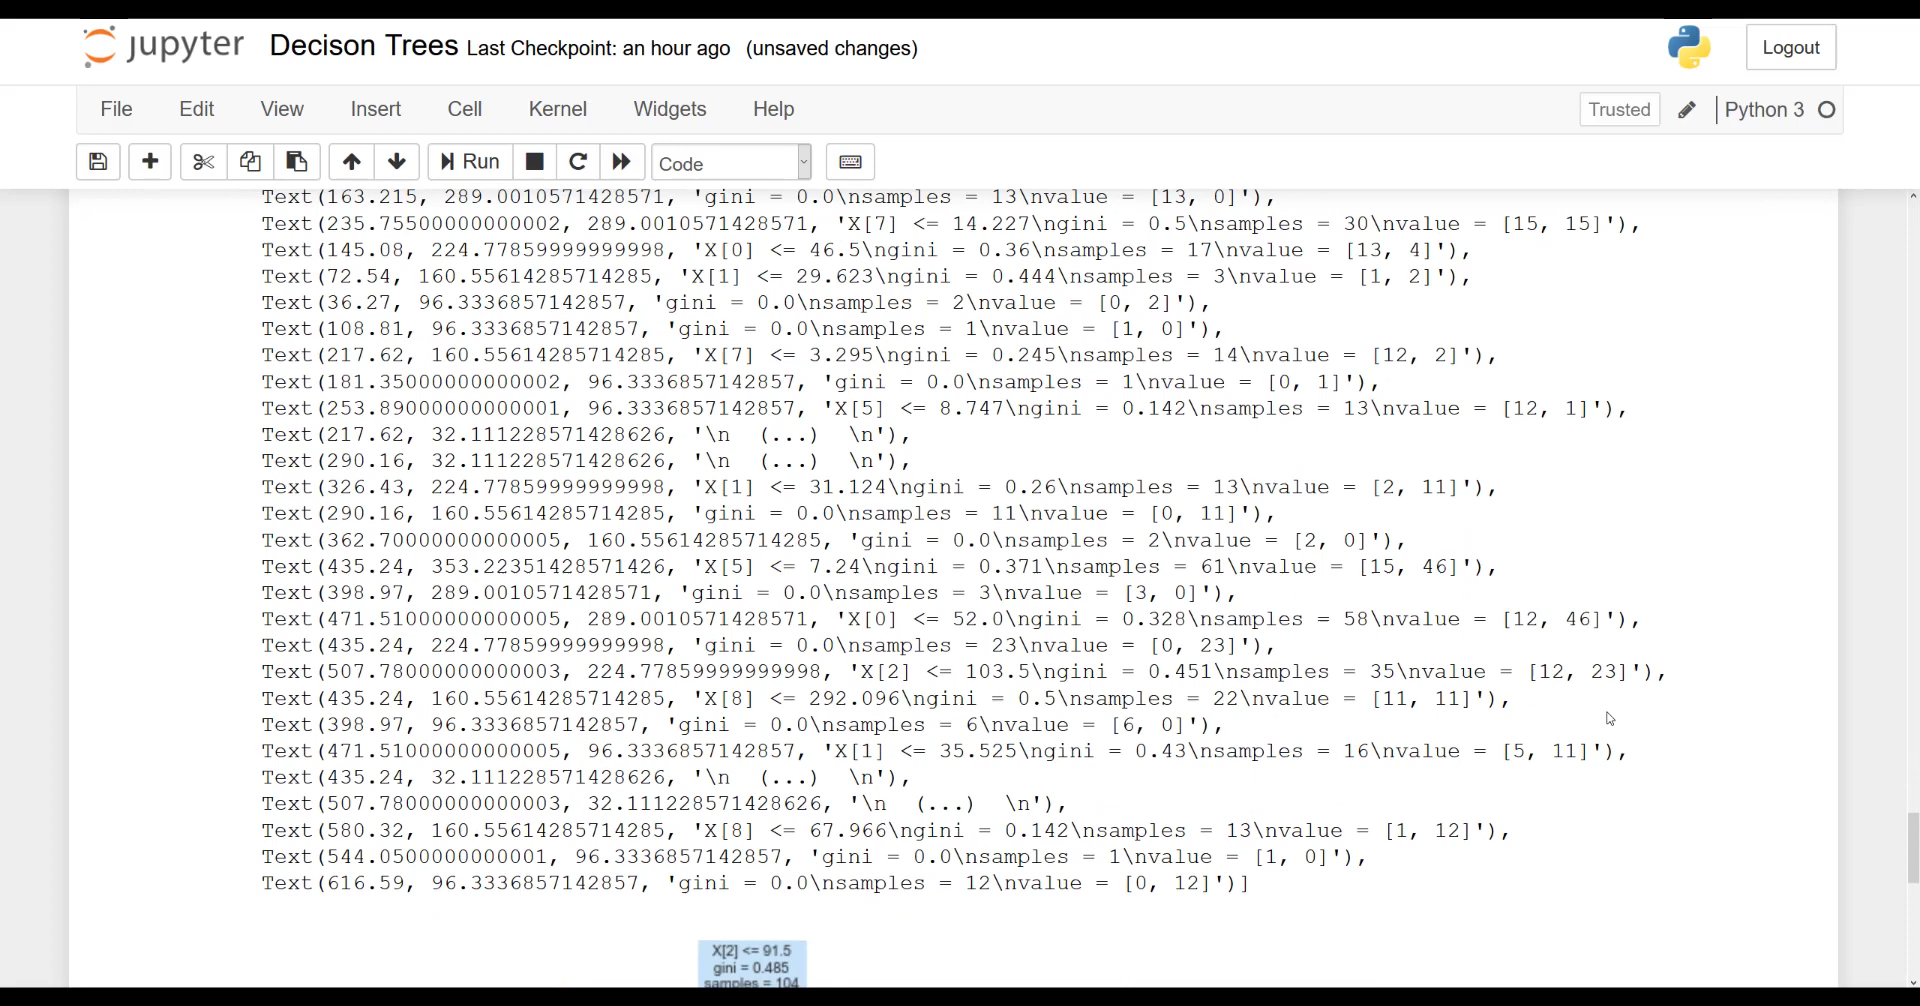 jupyter Decison Trees Last Checkpoint: an hour ago (unsaved changes)
Logout
File Edit View Insert Cell Kernel Widgets Help
Trusted Python 3
Run Code
Text(163.215, 289.0010571428571, 'gini = 0.0\nsamples = 13\nvalue = [13, 0]'),
Text(235.75500000000002, 289.0010571428571, 'X[7] <= 14.227\ngini = 0.5\nsamples = 30\nvalue = [15, 15]'),
Text(145.08, 224.77859999999998, 'X[0] <= 46.5\ngini = 0.36\nsamples = 17\nvalue = [13, 4]'),
Text(72.54, 160.55614285714285, 'X[1] <= 29.623\ngini = 0.444\nsamples = 3\nvalue = [1, 2]'),
Text(36.27, 96.3336857142857, 'gini = 0.0\nsamples = 2\nvalue = [0, 2]'),
Text(108.81, 96.3336857142857, 'gini = 0.0\nsamples = 1\nvalue = [1, 0]'),
Text(217.62, 160.55614285714285, 'X[7] <= 3.295\ngini = 0.245\nsamples = 14\nvalue = [12, 2]'),
Text(181.35000000000002, 96.3336857142857, 'gini = 0.0\nsamples = 1\nvalue = [0, 1]'),
Text(253.89000000000001, 96.3336857142857, 'X[5] <= 8.747\ngini = 0.142\nsamples = 13\nvalue = [12, 1]'),
Text(217.62, 32.111228571428626, '\n  (...)  \n'),
Text(290.16, 32.111228571428626, '\n  (...)  \n'),
Text(326.43, 224.77859999999998, 'X[1] <= 31.124\ngini = 0.26\nsamples = 13\nvalue = [2, 11]'),
Text(290.16, 160.55614285714285, 'gini = 0.0\nsamples = 11\nvalue = [0, 11]'),
Text(362.70000000000005, 160.55614285714285, 'gini = 0.0\nsamples = 2\nvalue = [2, 0]'),
Text(435.24, 353.22351428571426, 'X[5] <= 7.24\ngini = 0.371\nsamples = 61\nvalue = [15, 46]'),
Text(398.97, 289.0010571428571, 'gini = 0.0\nsamples = 3\nvalue = [3, 0]'),
Text(471.51000000000005, 289.0010571428571, 'X[0] <= 52.0\ngini = 0.328\nsamples = 58\nvalue = [12, 46]'),
Text(435.24, 224.77859999999998, 'gini = 0.0\nsamples = 23\nvalue = [0, 23]'),
Text(507.78000000000003, 224.77859999999998, 'X[2] <= 103.5\ngini = 0.451\nsamples = 35\nvalue = [12, 23]'),
Text(435.24, 160.55614285714285, 'X[8] <= 292.096\ngini = 0.5\nsamples = 22\nvalue = [11, 11]'),
Text(398.97, 96.3336857142857, 'gini = 0.0\nsamples = 6\nvalue = [6, 0]'),
Text(471.51000000000005, 96.3336857142857, 'X[1] <= 35.525\ngini = 0.43\nsamples = 16\nvalue = [5, 11]'),
Text(435.24, 32.111228571428626, '\n  (...)  \n'),
Text(507.78000000000003, 32.111228571428626, '\n  (...)  \n'),
Text(580.32, 160.55614285714285, 'X[8] <= 67.966\ngini = 0.142\nsamples = 13\nvalue = [1, 12]'),
Text(544.0500000000001, 96.3336857142857, 'gini = 0.0\nsamples = 1\nvalue = [1, 0]'),
Text(616.59, 96.3336857142857, 'gini = 0.0\nsamples = 12\nvalue = [0, 12]')]
X[2] <= 91.5
gini = 0.485
samples = 104